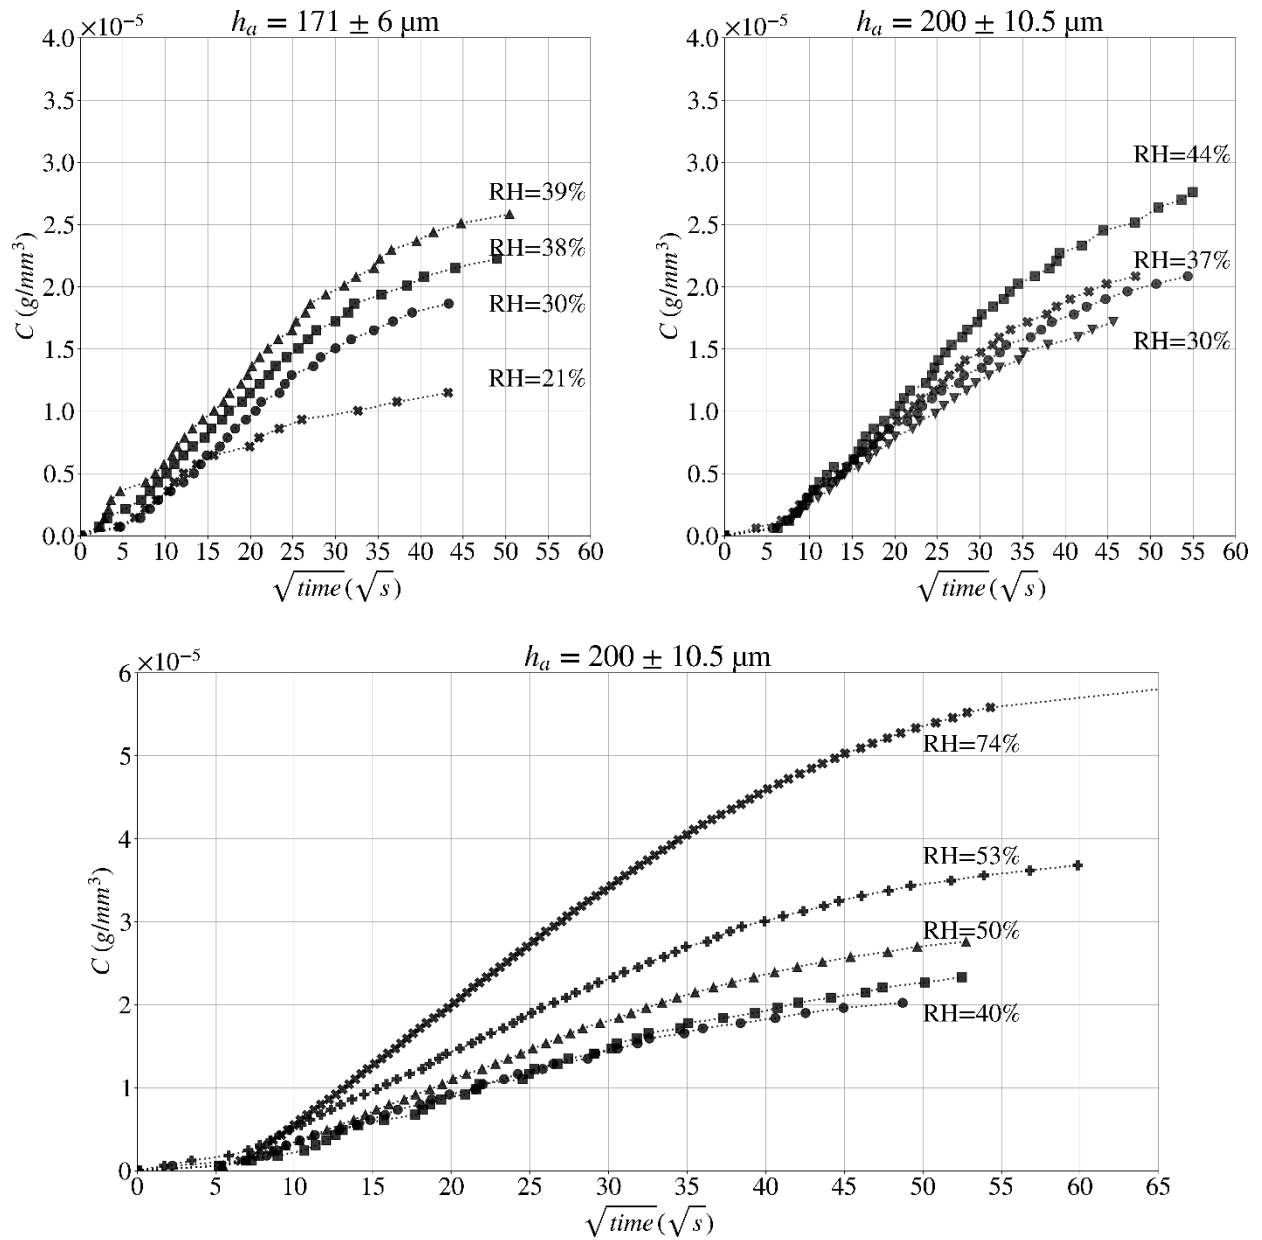 ×10⁻⁵
hₐ = 171 ± 6 μm
4.0
3.5
3.0
2.5
2.0
1.5
1.0
0.5
0.0
C (g/mm³)
RH=39%
RH=38%
RH=30%
RH=21%
0 5 10 15 20 25 30 35 40 45 50 55 60
√time(√s)
×10⁻⁵
hₐ = 200 ± 10.5 μm
4.0
3.5
3.0
2.5
2.0
1.5
1.0
0.5
0.0
C (g/mm³)
RH=44%
RH=37%
RH=30%
0 5 10 15 20 25 30 35 40 45 50 55 60
√time(√s)
×10⁻⁵
hₐ = 200 ± 10.5 μm
6
5
4
3
2
1
0
C (g/mm³)
RH=74%
RH=53%
RH=50%
RH=40%
0 5 10 15 20 25 30 35 40 45 50 55 60 65
√time(√s)